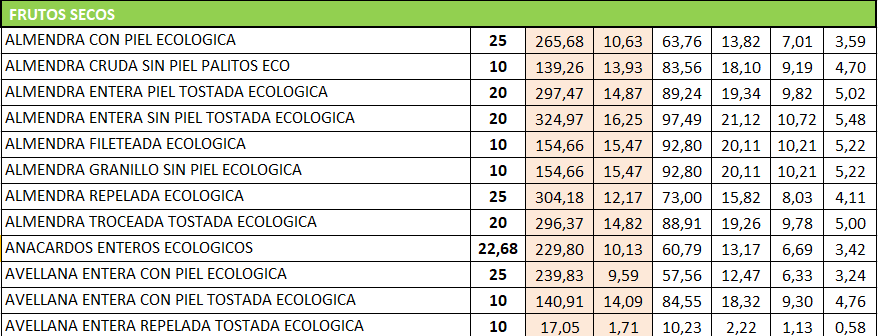 FRUTOS SECOS
ALMENDRA CON PIEL ECOLOGICA 25 265,68 10,63 63,76 13,82 7,01 3,59
ALMENDRA CRUDA SIN PIEL PALITOS ECO 10 139,26 13,93 83,56 18,10 9,19 4,70
ALMENDRA ENTERA PIEL TOSTADA ECOLOGICA 20 297,47 14,87 89,24 19,34 9,82 5,02
ALMENDRA ENTERA SIN PIEL TOSTADA ECOLOGICA 20 324,97 16,25 97,49 21,12 10,72 5,48
ALMENDRA FILETEADA ECOLOGICA 10 154,66 15,47 92,80 20,11 10,21 5,22
ALMENDRA GRANILLO SIN PIEL ECOLOGICA 10 154,66 15,47 92,80 20,11 10,21 5,22
ALMENDRA REPELADA ECOLOGICA 25 304,18 12,17 73,00 15,82 8,03 4,11
ALMENDRA TROCEADA TOSTADA ECOLOGICA 20 296,37 14,82 88,91 19,26 9,78 5,00
ANACARDOS ENTEROS ECOLOGICOS 22,68 229,80 10,13 60,79 13,17 6,69 3,42
AVELLANA ENTERA CON PIEL ECOLOGICA 25 239,83 9,59 57,56 12,47 6,33 3,24
AVELLANA ENTERA CON PIEL TOSTADA ECOLOGICA 10 140,91 14,09 84,55 18,32 9,30 4,76
AVELLANA ENTERA REPELADA TOSTADA ECOLOGICA 10 17,05 1,71 10,23 2,22 1,13 0,58